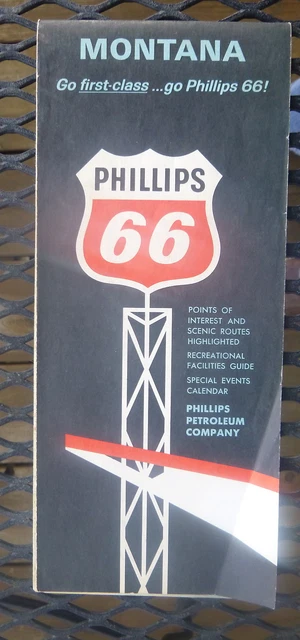 MONTANA
Go first-class ... go Phillips 66!
PHILLIPS
66
POINTS OF
INTEREST AND
SCENIC ROUTES
HIGHLIGHTED
RECREATIONAL
FACILITIES GUIDE
SPECIAL EVENTS
CALENDAR
PHILLIPS
PETROLEUM
COMPANY